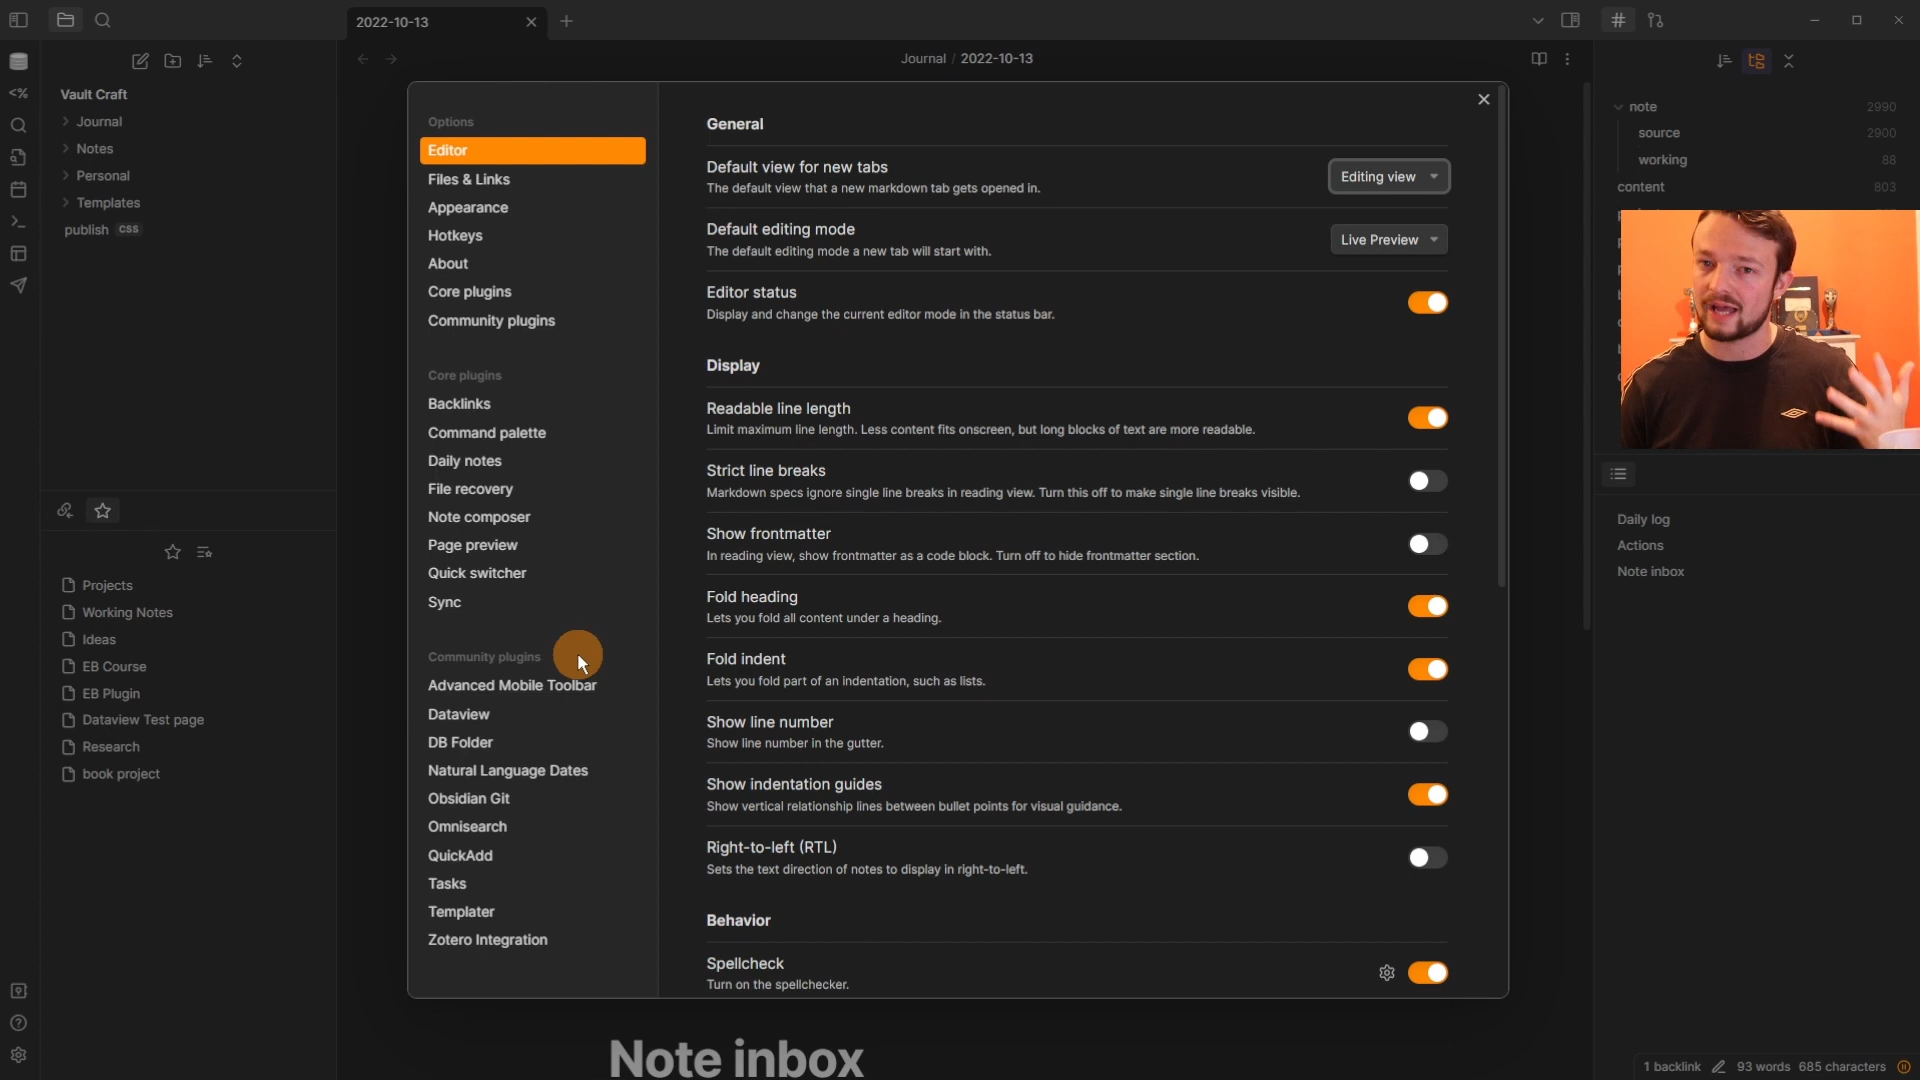 2022-10-13
Journal / 2022-10-13
Vault Craft
Journal
Notes
Personal
Templates
publish CSS
Projects
Working Notes
Ideas
EB Course
EB Plugin
Dataview Test page
Research
book project
Options
Editor
Files & Links
Appearance
Hotkeys
About
Core plugins
Community plugins
Core plugins
Backlinks
Command palette
Daily notes
File recovery
Note composer
Page preview
Quick switcher
Sync
Community plugins
Advanced Mobile Toolbar
Dataview
DB Folder
Natural Language Dates
Obsidian Git
Omnisearch
QuickAdd
Tasks
Templater
Zotero Integration
General
Default view for new tabs
The default view that a new markdown tab gets opened in.
Editing view
Default editing mode
The default editing mode a new tab will start with.
Live Preview
Editor status
Display and change the current editor mode in the status bar.
Display
Readable line length
Limit maximum line length. Less content fits onscreen, but long blocks of text are more readable.
Strict line breaks
Markdown specs ignore single line breaks in reading view. Turn this off to make single line breaks visible.
Show frontmatter
In reading view, show frontmatter as a code block. Turn off to hide frontmatter section.
Fold heading
Lets you fold all content under a heading.
Fold indent
Lets you fold part of an indentation, such as lists.
Show line number
Show line number in the gutter.
Show indentation guides
Show vertical relationship lines between bullet points for visual guidance.
Right-to-left (RTL)
Sets the text direction of notes to display in right-to-left.
Behavior
Spellcheck
Turn on the spellchecker.
Note inbox
note 2990
source 2900
working 88
content 803
Daily log
Actions
Note inbox
1 backlink 93 words 685 characters